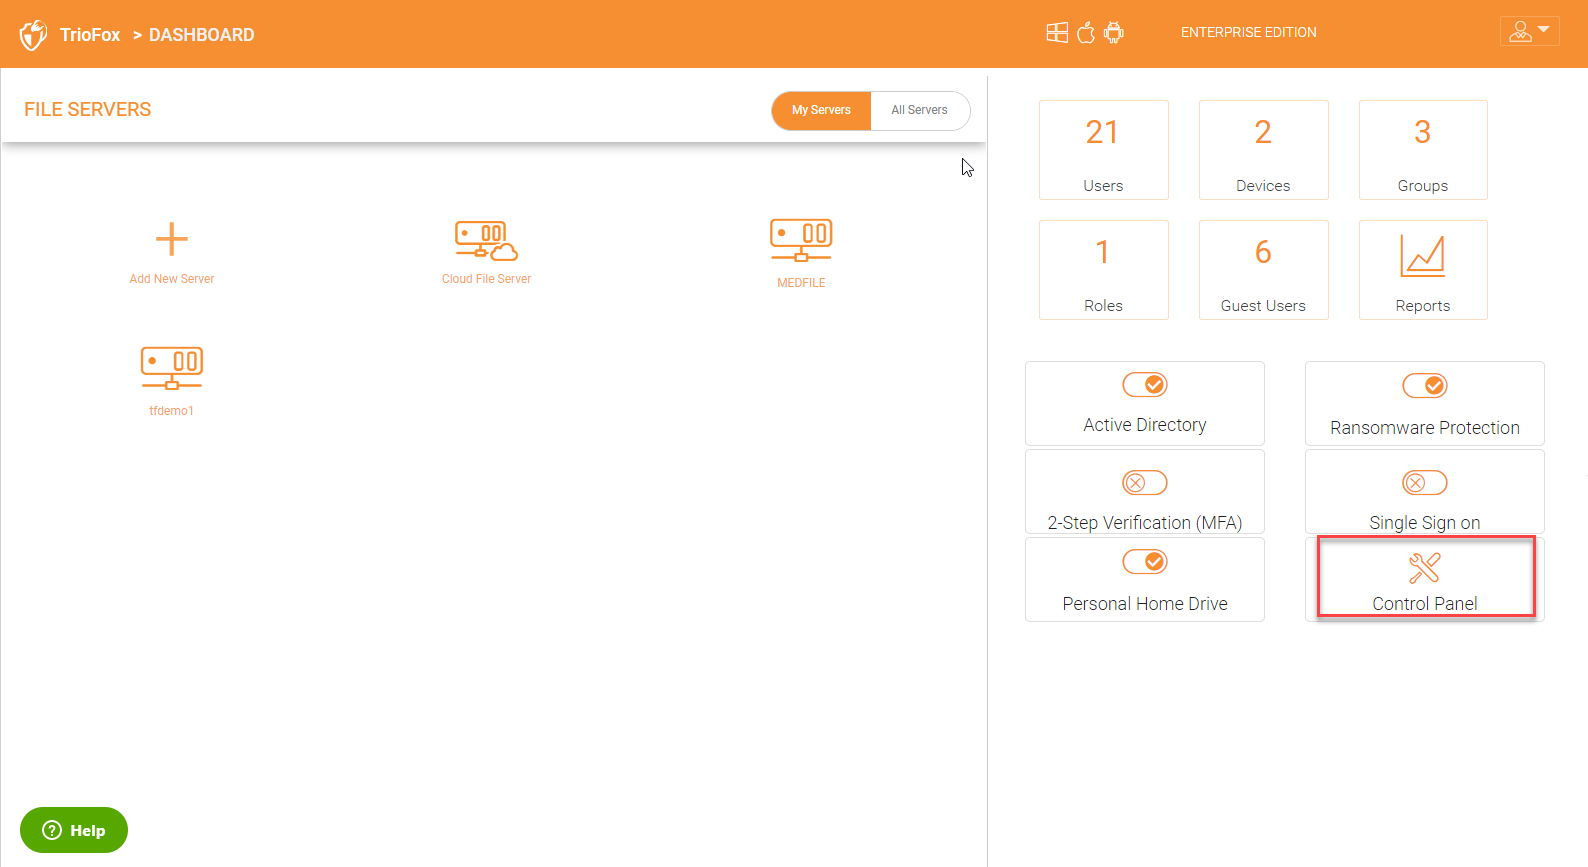 TrioFox > DASHBOARD
ENTERPRISE EDITION
FILE SERVERS
My Servers
All Servers
Add New Server
Cloud File Server
MEDFILE
tfdemo1
21
Users
2
Devices
3
Groups
1
Roles
6
Guest Users
Reports
Active Directory
Ransomware Protection
2-Step Verification (MFA)
Single Sign on
Personal Home Drive
Control Panel
? Help